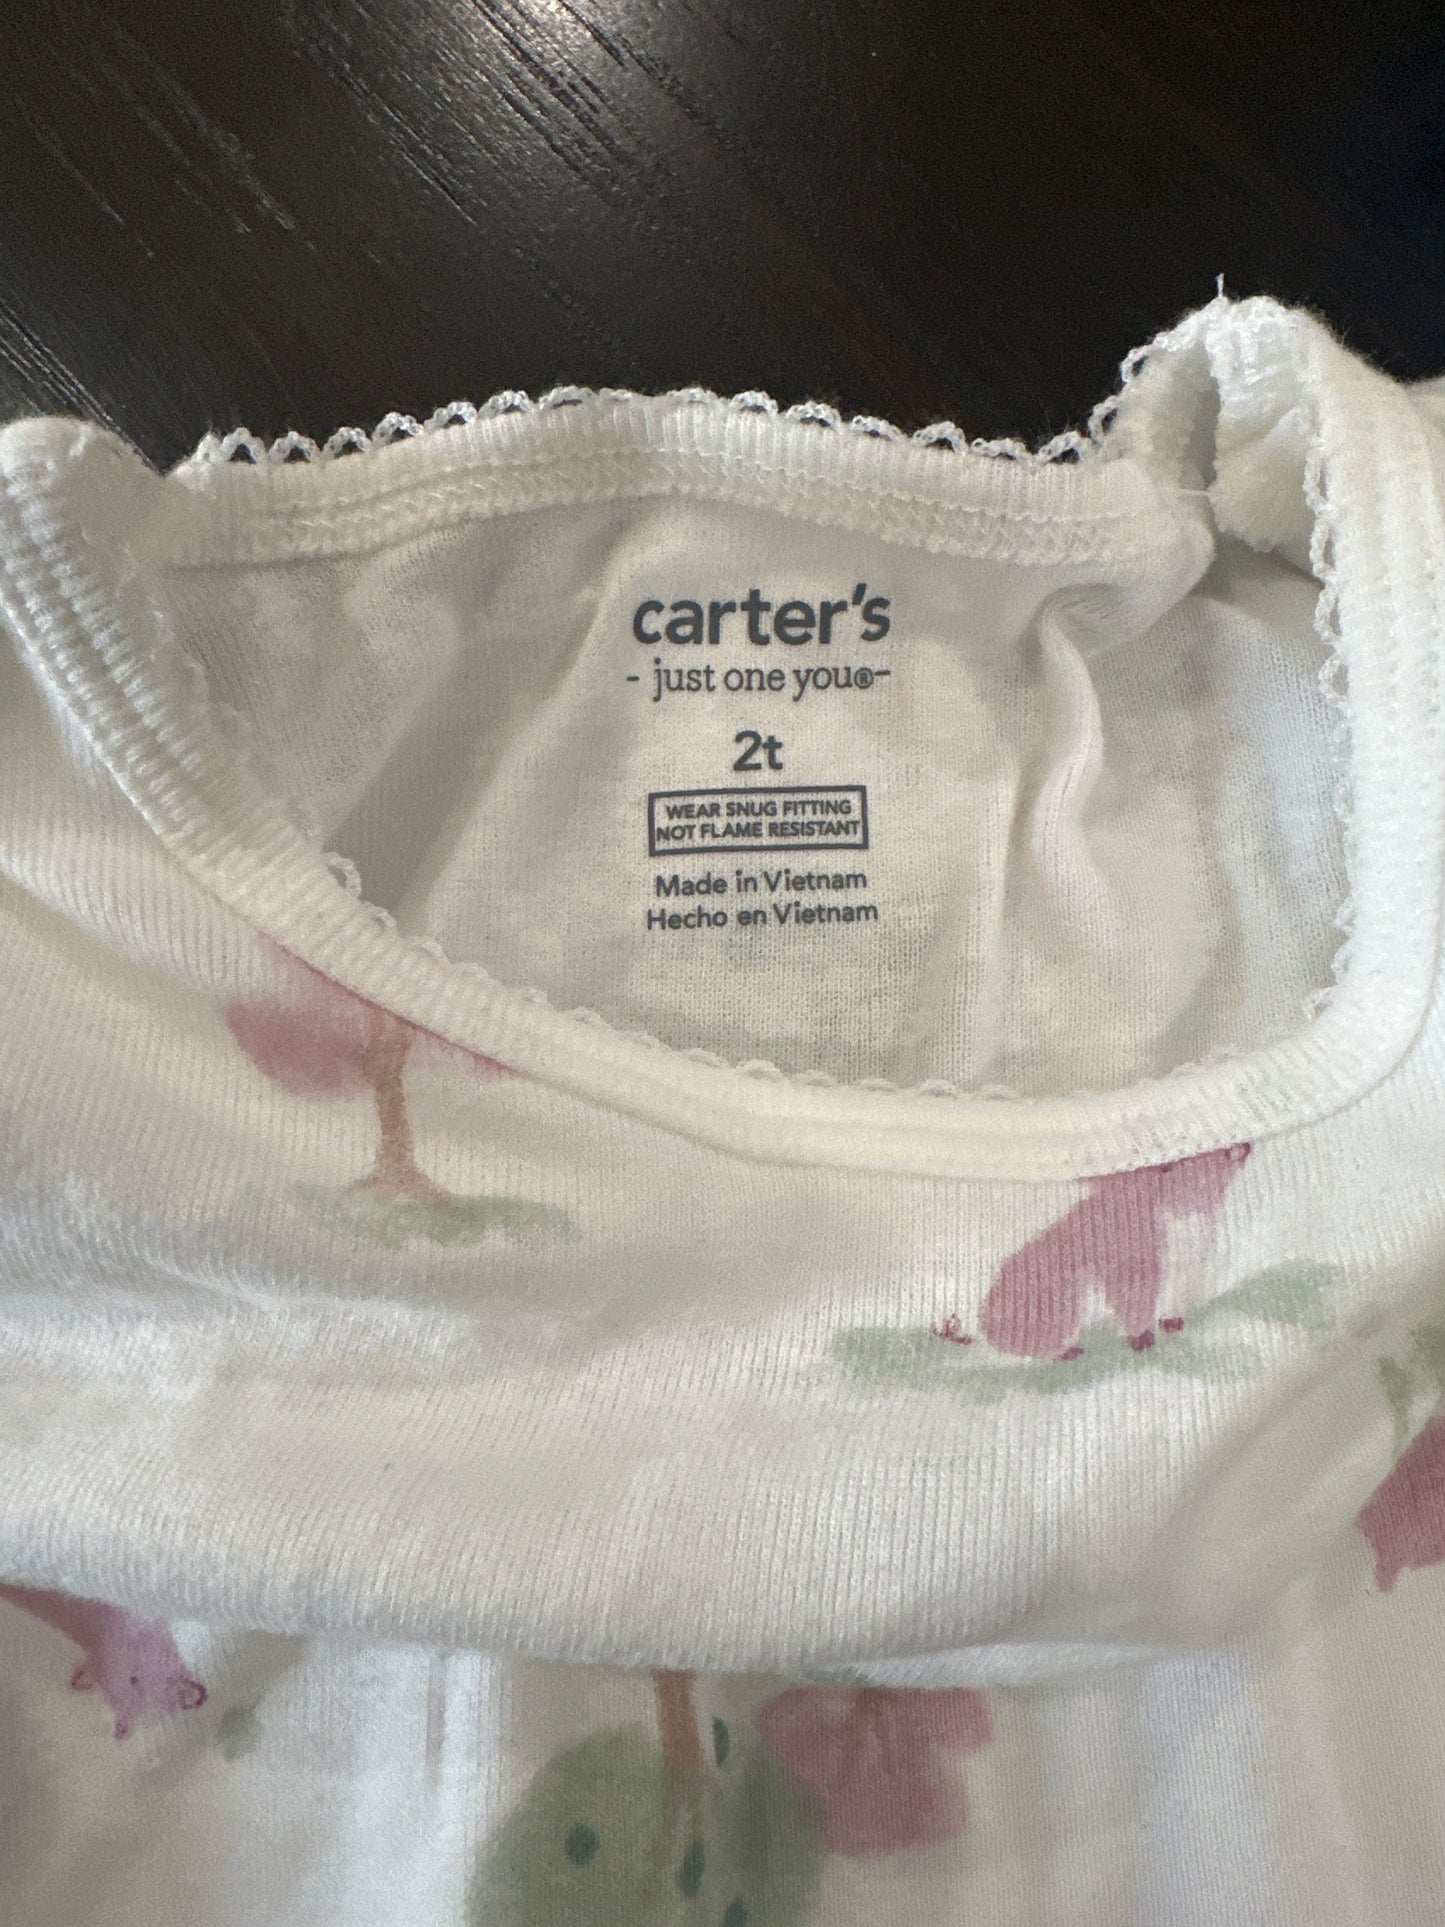 carter's
- just one you®-
2t
WEAR SNUG FITTING
NOT FLAME RESISTANT
Made in Vietnam
Hecho en Vietnam